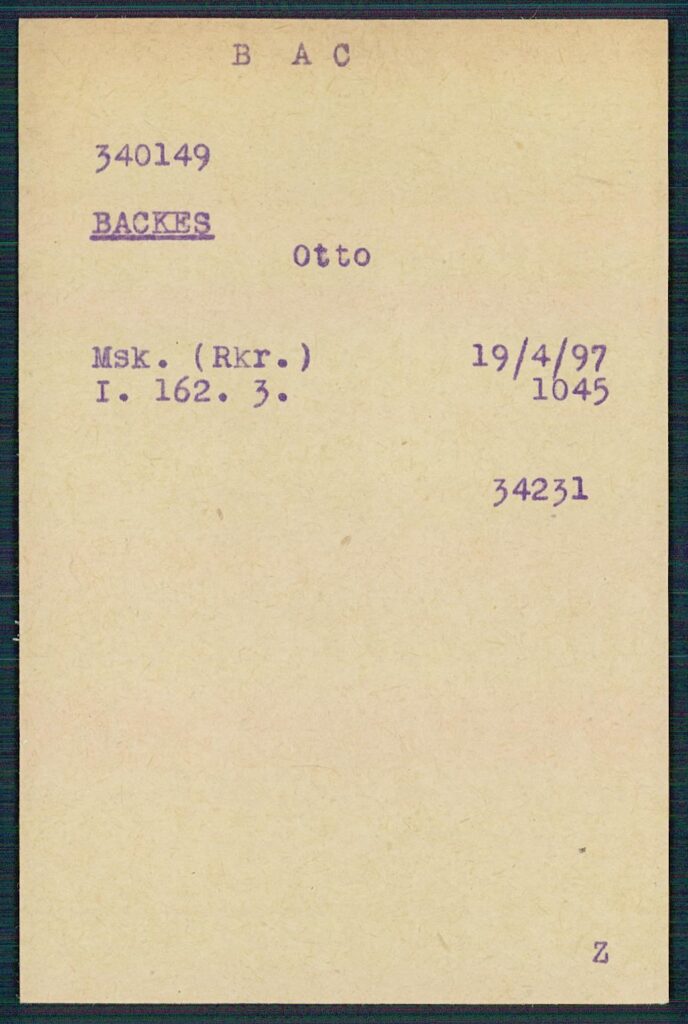 B A C
340149
BACKES
Otto
Msk. (Rkr.) 19/4/97
I. 162. 3. 1045
34231
Z